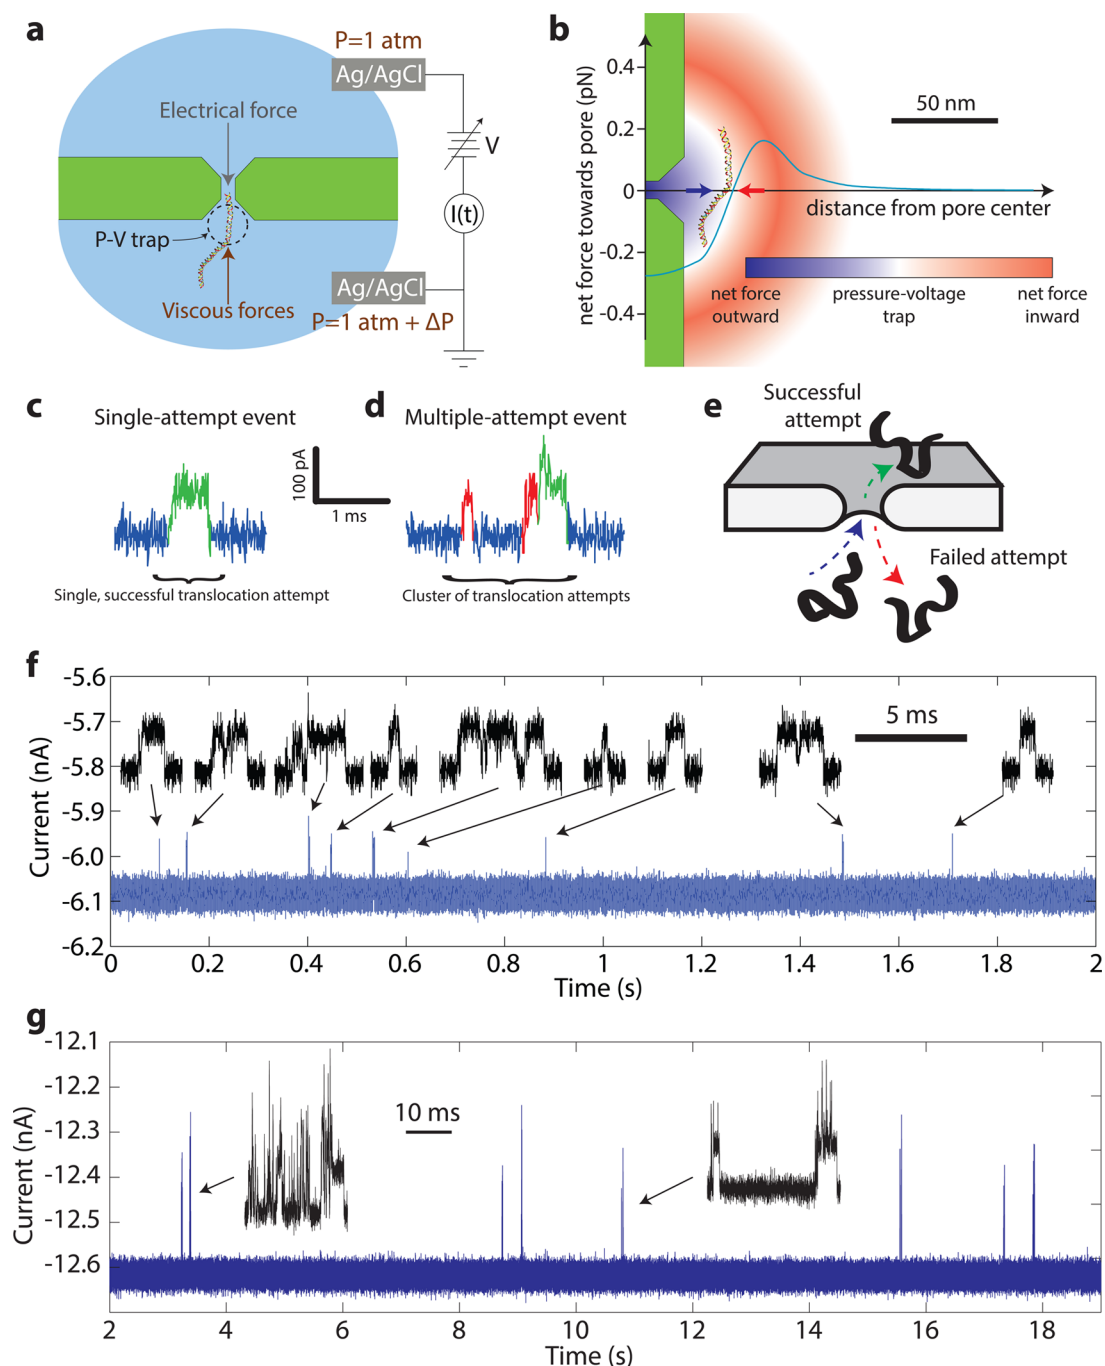 a
P=1 atm
Ag/AgCl
Electrical force
V
I(t)
P-V trap
Ag/AgCl
Viscous forces
P=1 atm + ΔP
b
net force towards pore (pN)
0.4
0.2
0
-0.2
-0.4
50 nm
distance from pore center
net force
outward
pressure-voltage
trap
net force
inward
c
Single-attempt event
100 pA
1 ms
Single, successful translocation attempt
d
Multiple-attempt event
Cluster of translocation attempts
e
Successful
attempt
Failed attempt
f
Current (nA)
-5.6
-5.7
-5.8
-5.9
-6.0
-6.1
-6.2
5 ms
0 0.2 0.4 0.6 0.8 1 1.2 1.4 1.6 1.8 2
Time (s)
g
Current (nA)
-12.1
-12.2
-12.3
-12.4
-12.5
-12.6
10 ms
2 4 6 8 10 12 14 16 18
Time (s)